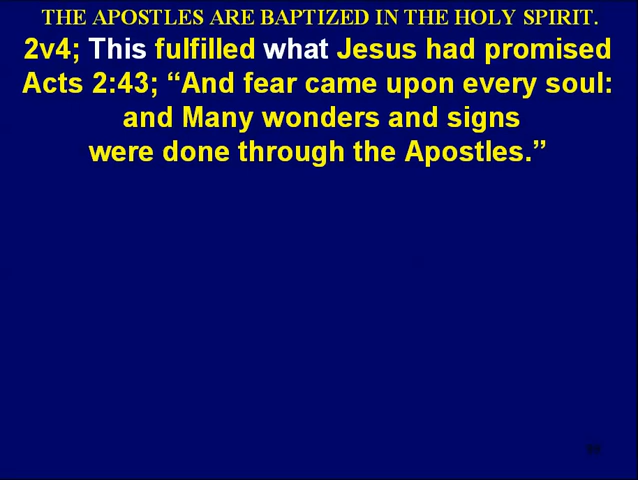 THE APOSTLES ARE BAPTIZED IN THE HOLY SPIRIT.
2v4; This fulfilled what Jesus had promised
Acts 2:43; “And fear came upon every soul:
and Many wonders and signs
were done through the Apostles.”